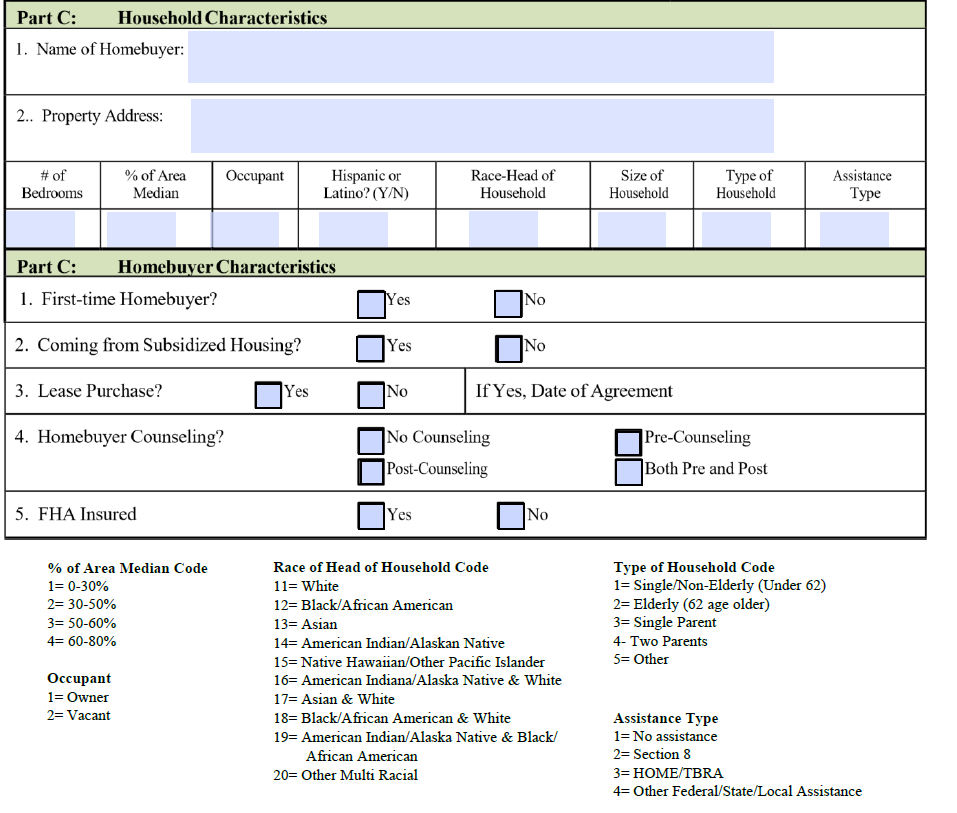 Part C: Household Characteristics
1. Name of Homebuyer:
2.. Property Address:
# of Bedrooms
% of Area Median
Occupant
Hispanic or Latino? (Y/N)
Race-Head of Household
Size of Household
Type of Household
Assistance Type
Part C: Homebuyer Characteristics
1. First-time Homebuyer? Yes No
2. Coming from Subsidized Housing? Yes No
3. Lease Purchase? Yes No If Yes, Date of Agreement
4. Homebuyer Counseling? No Counseling Pre-Counseling
Post-Counseling Both Pre and Post
5. FHA Insured Yes No
% of Area Median Code
1= 0-30%
2= 30-50%
3= 50-60%
4= 60-80%
Occupant
1= Owner
2= Vacant
Race of Head of Household Code
11= White
12= Black/African American
13= Asian
14= American Indian/Alaskan Native
15= Native Hawaiian/Other Pacific Islander
16= American Indiana/Alaska Native & White
17= Asian & White
18= Black/African American & White
19= American Indian/Alaska Native & Black/
African American
20= Other Multi Racial
Type of Household Code
1= Single/Non-Elderly (Under 62)
2= Elderly (62 age older)
3= Single Parent
4- Two Parents
5= Other
Assistance Type
1= No assistance
2= Section 8
3= HOME/TBRA
4= Other Federal/State/Local Assistance